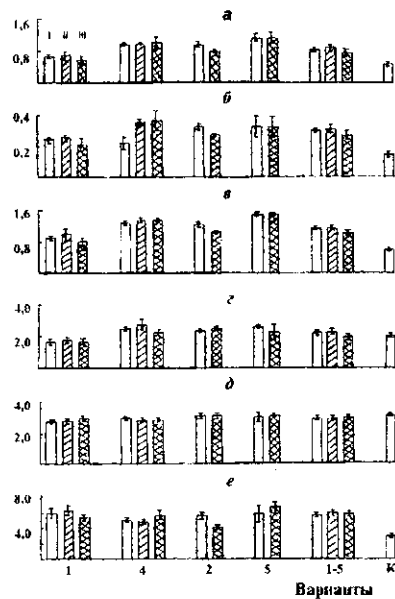 а
1,6
0,8
I II III
б
0,4
0,2
в
1,6
0,8
г
4,0
2,0
д
4,0
2,0
е
8,0
4,0
1 4 2 5 1-5 К
Варианты